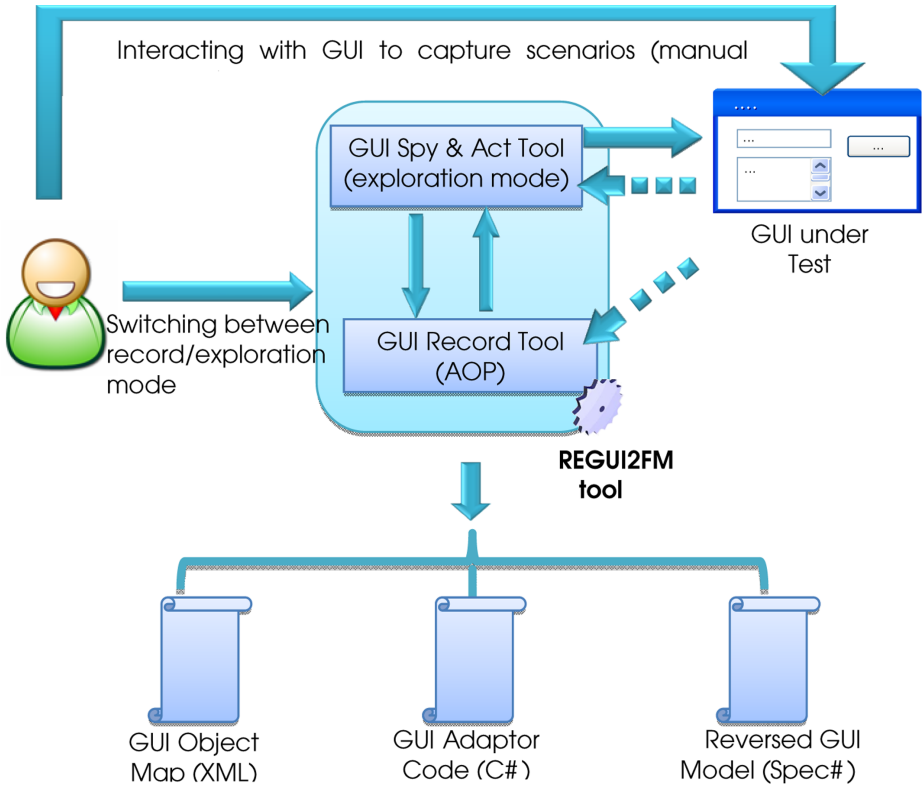 Interacting with GUI to capture scenarios (manual
GUI Spy & Act Tool
(exploration mode)
....
...
...
...
GUI under
Test
Switching between
record/exploration
mode
GUI Record Tool
(AOP)
REGUI2FM
tool
GUI Object
Map (XML)
GUI Adaptor
Code (C#)
Reversed GUI
Model (Spec#)